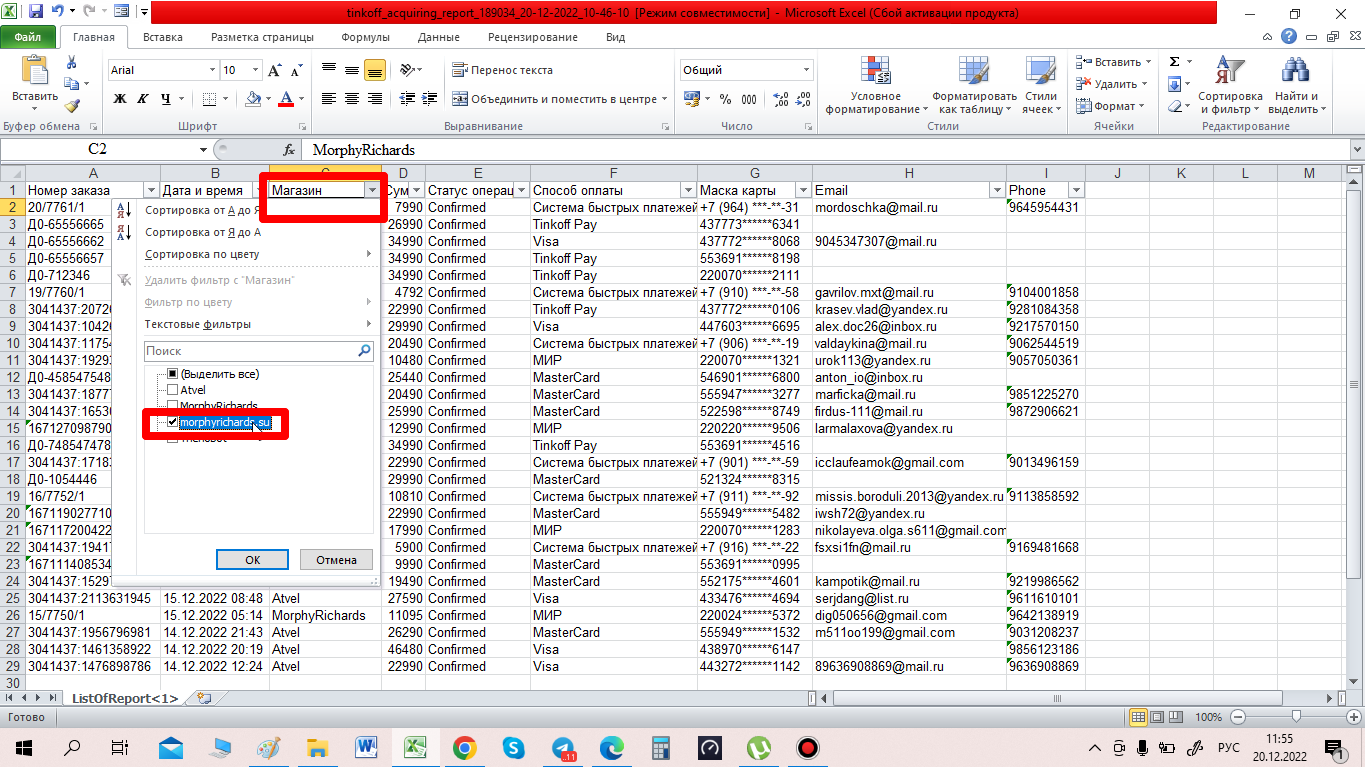 tinkoff_acquiring_report_189034_20-12-2022_10-46-10 [Режим совместимости] - Microsoft Excel (Сбой активации продукта)
Файл Главная Вставка Разметка страницы Формулы Данные Рецензирование Вид
Вставить Arial 10 Перенос текста Общий Условное форматирование Форматировать как таблицу Стили ячеек Вставить Σ Сортировка и фильтр Найти и выделить
Удалить
Ж К Ч Объединить и поместить в центре % 000 Формат
Буфер обмена Шрифт Выравнивание Число Стили Ячейки Редактирование
C2 fx MorphyRichards
A B C D E F G H I J K L M
1 Номер заказа Дата и время Магазин Сум Статус операц Способ оплаты Маска карты Email Phone
2 20/7761/1 7990 Confirmed Система быстрых платежей +7 (964) ***-**-31 mordoschka@mail.ru 9645954431
3 Д0-65556665 26990 Confirmed Tinkoff Pay 437773******6341
4 Д0-65556662 34990 Confirmed Visa 437772******8068 9045347307@mail.ru
5 Д0-65556657 34990 Confirmed Tinkoff Pay 553691******8198
6 Д0-712346 34990 Confirmed Tinkoff Pay 220070******2111
7 19/7760/1 4792 Confirmed Система быстрых платежей +7 (910) ***-**-58 gavrilov.mxt@mail.ru 9104001858
8 3041437:20720 22990 Confirmed Tinkoff Pay 437772******0106 krasev.vlad@yandex.ru 9281084358
9 3041437:10420 29990 Confirmed Visa 447603******6695 alex.doc26@inbox.ru 9217570150
10 3041437:11754 20490 Confirmed Система быстрых платежей +7 (906) ***-**-19 valdaykina@mail.ru 9062544519
11 3041437:19292 10480 Confirmed МИР 220070******1321 urok113@yandex.ru 9057050361
12 Д0-458547548 25440 Confirmed MasterCard 546901******6800 anton_io@inbox.ru
13 3041437:18777 20490 Confirmed MasterCard 555947******3277 marficka@mail.ru 9851225270
14 3041437:16530 25990 Confirmed MasterCard 522598******8749 firdus-111@mail.ru 9872906621
15 167127098790 12990 Confirmed МИР 220220******9506 larmalaxova@yandex.ru
16 Д0-748547478 34990 Confirmed Tinkoff Pay 553691******4516
17 3041437:17183 22990 Confirmed Система быстрых платежей +7 (901) ***-**-59 icclaufeamok@gmail.com 9013496159
18 Д0-1054446 29990 Confirmed MasterCard 521324******8315
19 16/7752/1 10810 Confirmed Система быстрых платежей +7 (911) ***-**-92 missis.boroduli.2013@yandex.ru 9113858592
20 167119027710 22990 Confirmed MasterCard 555949******5482 iwsh72@yandex.ru
21 167117200422 17990 Confirmed МИР 220070******1283 nikolayeva.olga.s611@gmail.com
22 3041437:19417 5900 Confirmed Система быстрых платежей +7 (916) ***-**-22 fsxsi1fn@mail.ru 9169481668
23 167111408534 9990 Confirmed MasterCard 553691******0995
24 3041437:15297 19490 Confirmed MasterCard 552175******4601 kampotik@mail.ru 9219986562
25 3041437:2113631945 15.12.2022 08:48 Atvel 27590 Confirmed Visa 433476******4694 serjdang@list.ru 9611610101
26 15/7750/1 15.12.2022 05:14 MorphyRichards 11095 Confirmed МИР 220024******5372 dig050656@gmail.com 9642138919
27 3041437:1956796981 14.12.2022 21:43 Atvel 26290 Confirmed MasterCard 555949******1532 m511oo199@gmail.com 9031208237
28 3041437:1461358922 14.12.2022 20:19 Atvel 46480 Confirmed Visa 438970******6147 9856123186
29 3041437:1476898786 14.12.2022 12:24 Atvel 22990 Confirmed Visa 443272******1142 89636908869@mail.ru 9636908869
30
Сортировка от А до Я
Сортировка от Я до А
Сортировка по цвету
Удалить фильтр с "Магазин"
Фильтр по цвету
Текстовые фильтры
Поиск
(Выделить все)
Atvel
MorphyRichards
morphyrichards.su
ОК Отмена
ListOfReport<1>
Готово 100%
11 РУС 11:55
20.12.2022 1